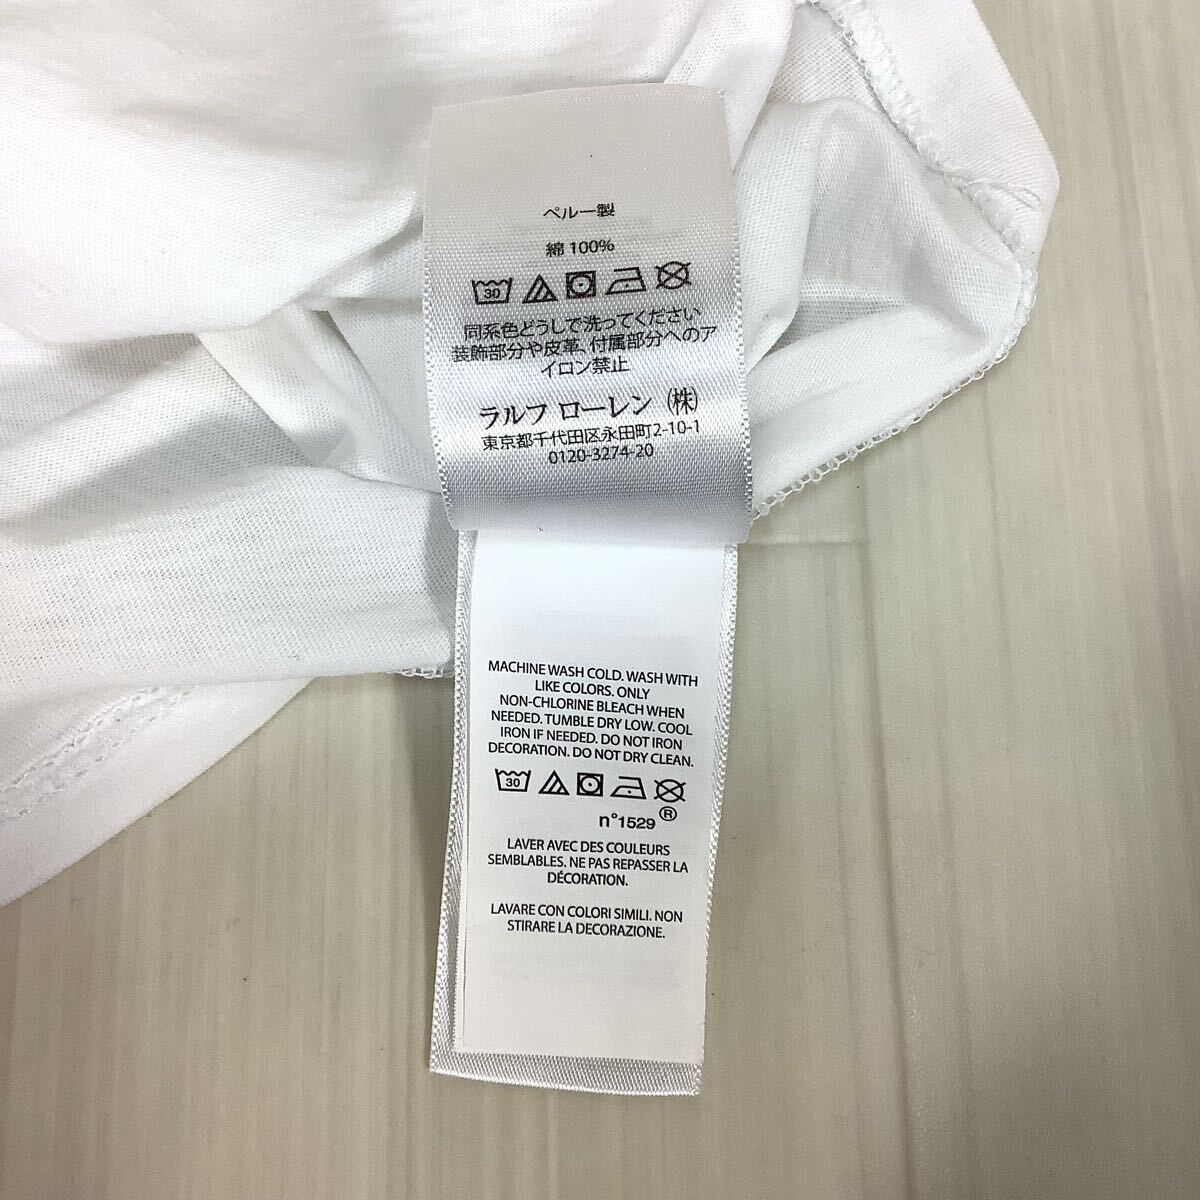 ペルー製
綿 100%
30
同系色どうしで洗ってください
装飾部分や皮革、付属部分へのア
イロン禁止
ラルフ ローレン (株)
東京都千代田区永田町2-10-1
0120-3274-20
MACHINE WASH COLD. WASH WITH
LIKE COLORS. ONLY
NON-CHLORINE BLEACH WHEN
NEEDED. TUMBLE DRY LOW. COOL
IRON IF NEEDED. DO NOT IRON
DECORATION. DO NOT DRY CLEAN.
30
n°1529 ®
LAVER AVEC DES COULEURS
SEMBLABLES. NE PAS REPASSER LA
DÉCORATION.
LAVARE CON COLORI SIMILI. NON
STIRARE LA DECORAZIONE.